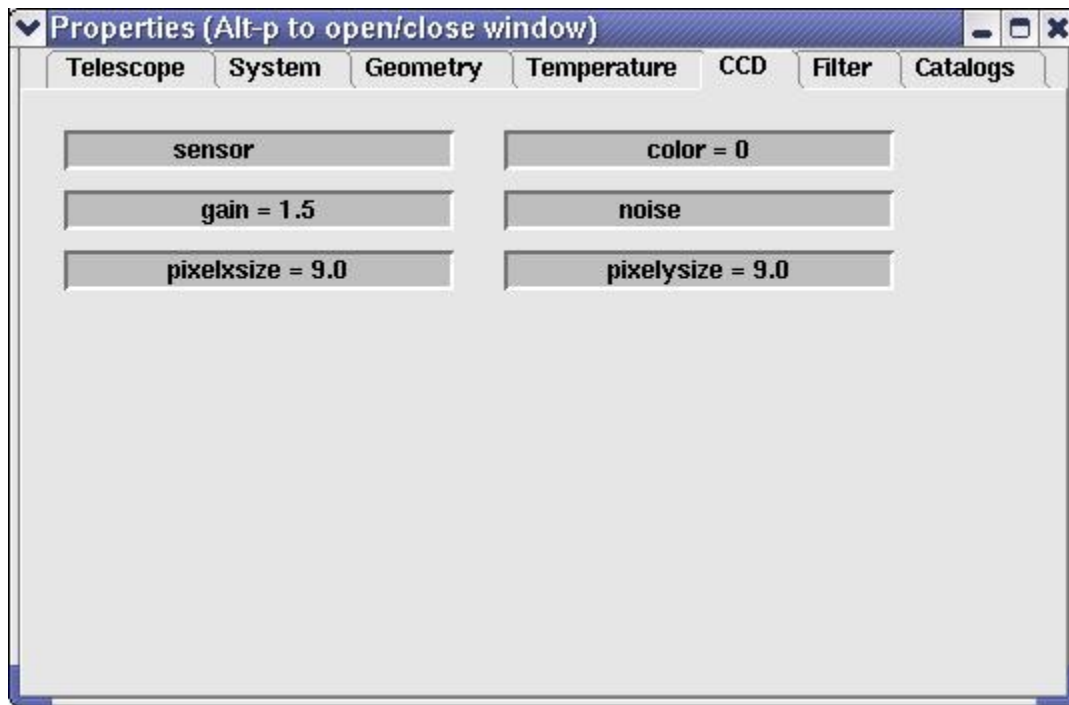 Properties (Alt-p to open/close window)
Telescope System Geometry Temperature CCD Filter Catalogs
sensor color = 0
gain = 1.5 noise
pixelxsize = 9.0 pixelysize = 9.0